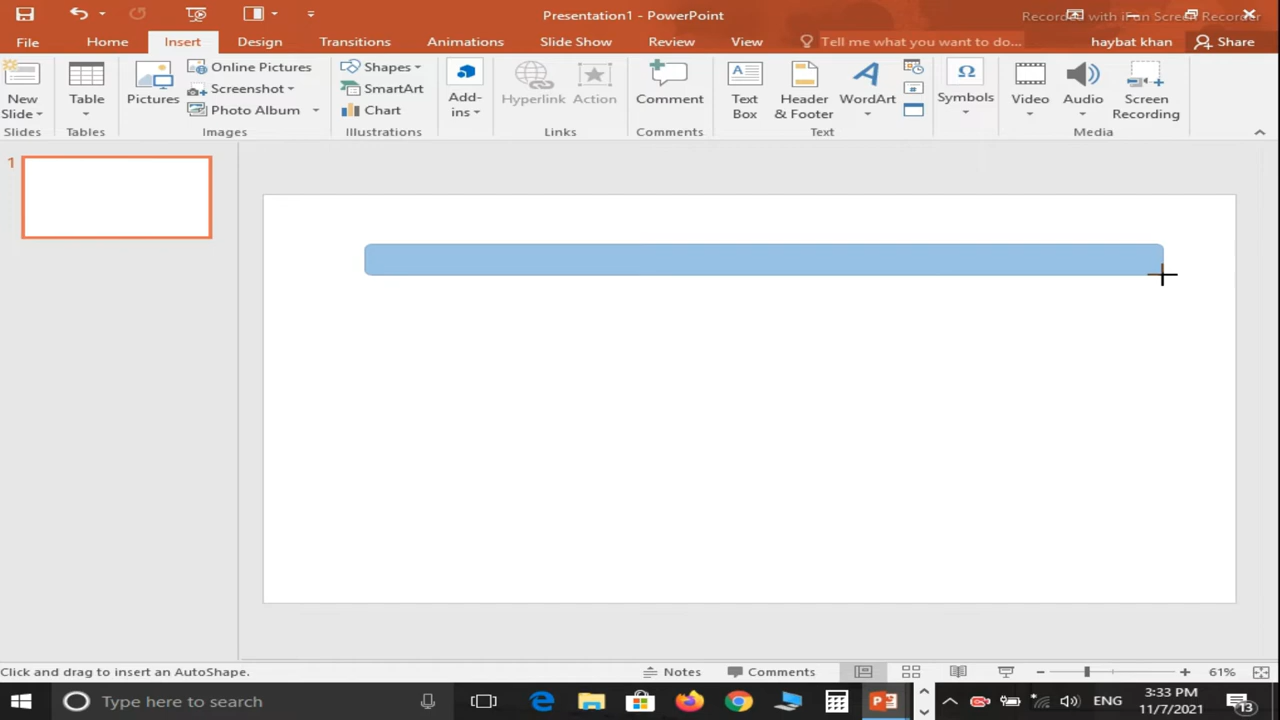 Presentation1 - PowerPoint
Recorded with iFun Screen Recorder
File Home Insert Design Transitions Animations Slide Show Review View Tell me what you want to do... haybat khan Share
New Slide
Slides
Table
Tables
Pictures
Online Pictures
Screenshot
Photo Album
Images
Shapes
SmartArt
Chart
Illustrations
Add-ins
Hyperlink
Action
Links
Comment
Comments
Text Box
Header & Footer
WordArt
Text
Ω
Symbols
Video
Audio
Screen Recording
Media
1
Click and drag to insert an AutoShape.
Notes Comments 61%
Type here to search
ENG
3:33 PM
11/7/2021
13